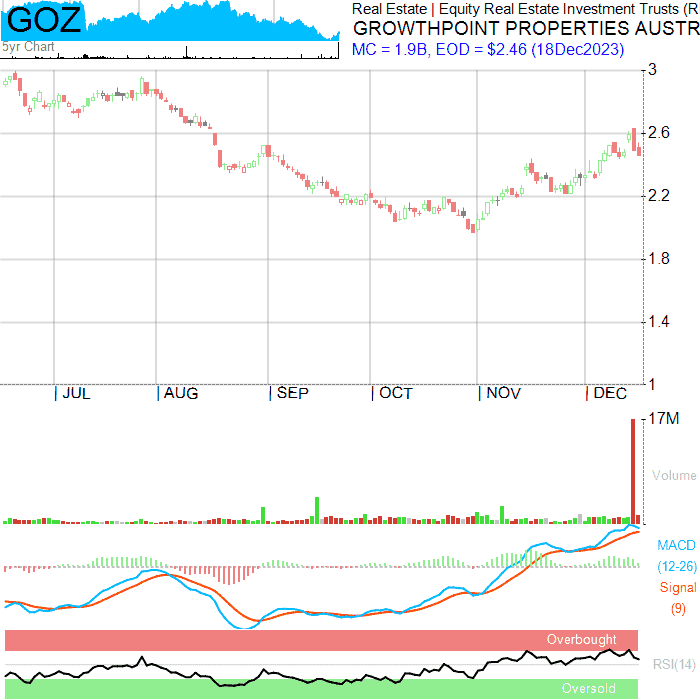 GOZ
5yr Chart
Real Estate | Equity Real Estate Investment Trusts (R
GROWTHPOINT PROPERTIES AUSTR
MC = 1.9B, EOD = $2.46 (18Dec2023)
3
2.6
2.2
1.8
1.4
1
| JUL | AUG | SEP | OCT | NOV | DEC
17M
Volume
MACD
(12-26)
Signal
(9)
Overbought
RSI(14)
Oversold